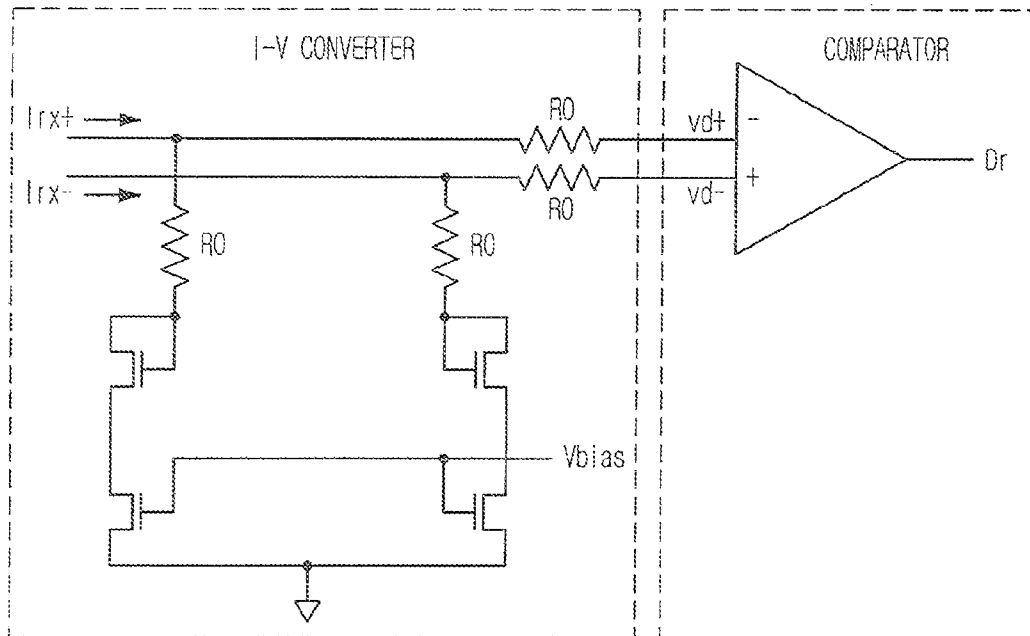 I-V CONVERTER
COMPARATOR
Irx+
R0
vd+
-
Dr
Irx-
R0
vd-
+
R0
R0
Vbias